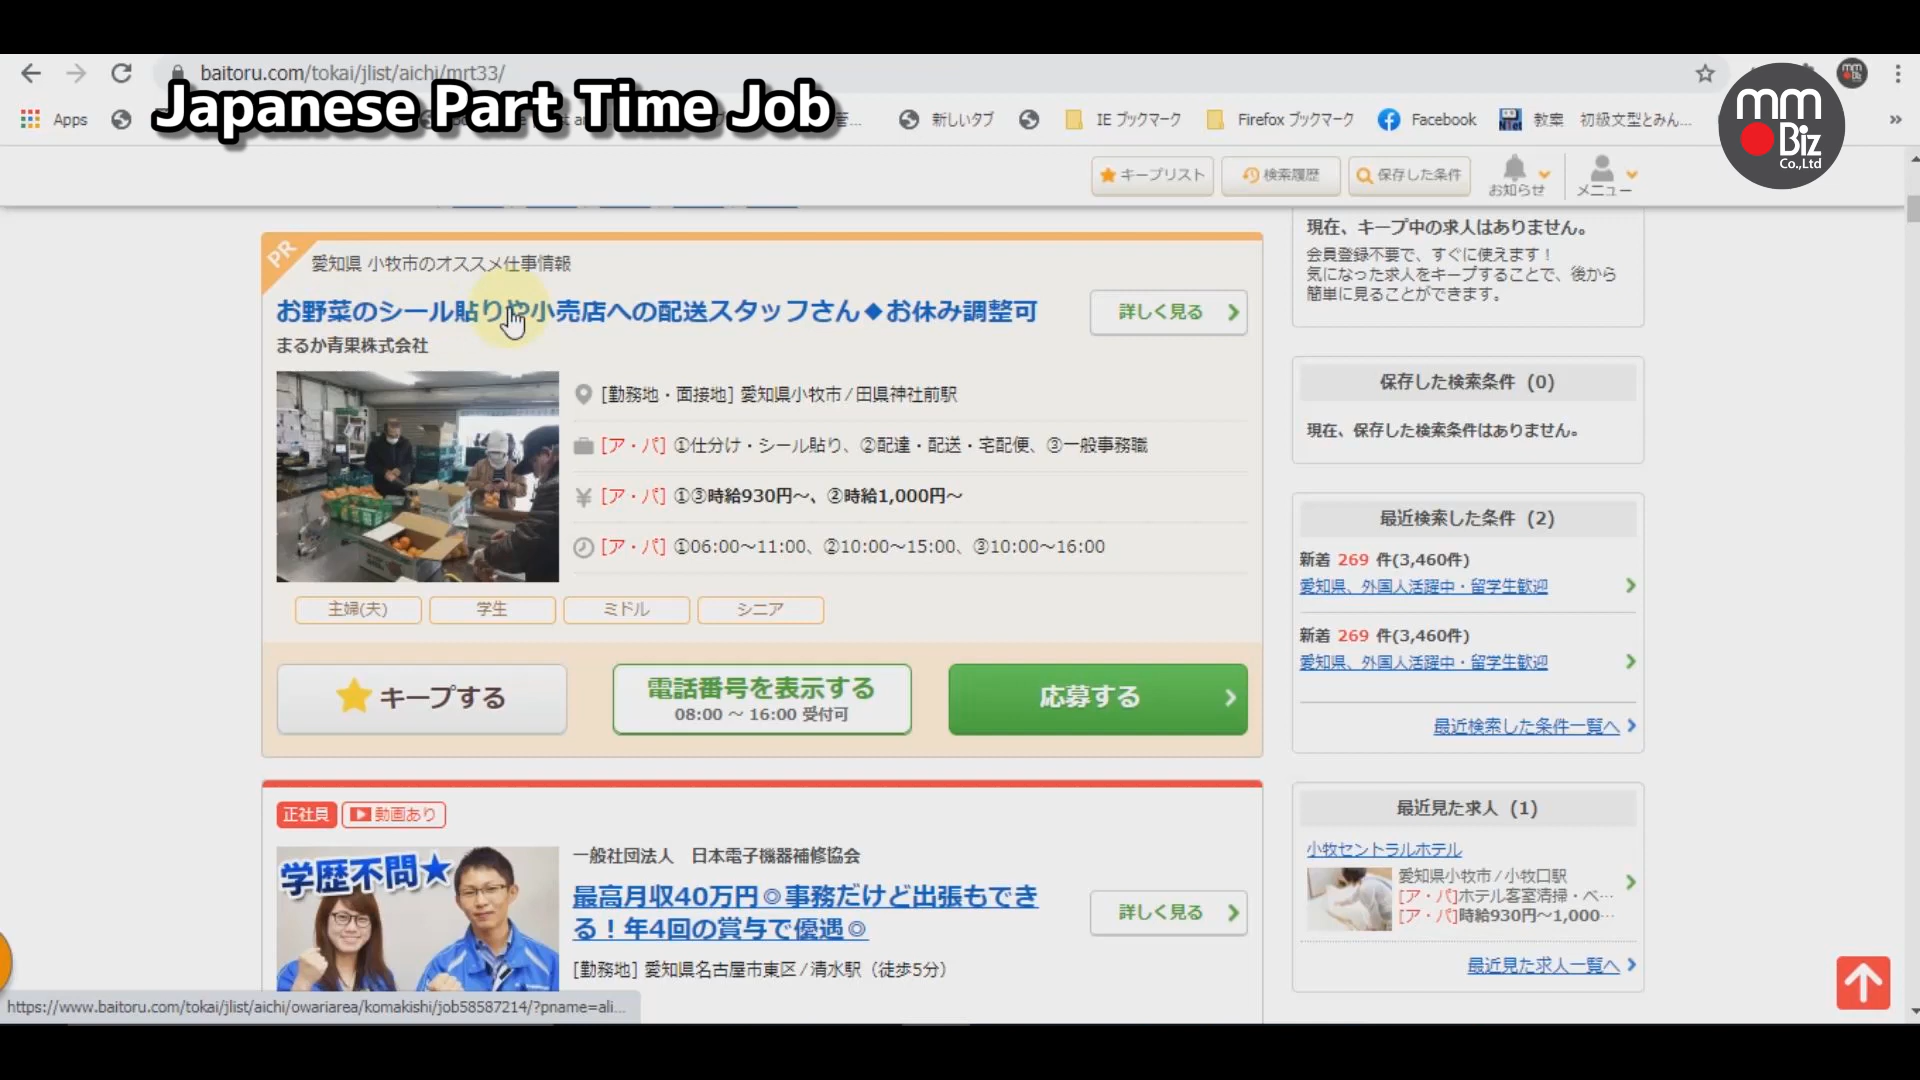 baitoru.com/tokai/jlist/aichi/mrt33/
Japanese Part Time Job
Apps
新しいタブ
IE ブックマーク
Firefox ブックマーク
Facebook
教案
初級文型とみん...
mm
Biz
Co.,Ltd
キープリスト
検索履歴
保存した条件
お知らせ
メニュー
PR
愛知県 小牧市のオススメ仕事情報
お野菜のシール貼りや小売店への配送スタッフさん◆お休み調整可
詳しく見る
まるか青果株式会社
[勤務地・面接地] 愛知県小牧市/田県神社前駅
[ア・パ] ①仕分け・シール貼り、②配達・配送・宅配便、③一般事務職
[ア・パ] ①③時給930円～、②時給1,000円～
[ア・パ] ①06:00～11:00、②10:00～15:00、③10:00～16:00
主婦(夫)
学生
ミドル
シニア
キープする
電話番号を表示する
08:00 ～ 16:00 受付可
応募する
正社員
動画あり
学歴不問★
一般社団法人 日本電子機器補修協会
最高月収40万円◎事務だけど出張もでき
る！年4回の賞与で優遇◎
詳しく見る
[勤務地] 愛知県名古屋市東区/清水駅（徒歩5分）
現在、キープ中の求人はありません。
会員登録不要で、すぐに使えます！
気になった求人をキープすることで、後から
簡単に見ることができます。
保存した検索条件 (0)
現在、保存した検索条件はありません。
最近検索した条件 (2)
新着 269 件(3,460件)
愛知県、外国人活躍中・留学生歓迎
新着 269 件(3,460件)
愛知県、外国人活躍中・留学生歓迎
最近検索した条件一覧へ
最近見た求人 (1)
小牧セントラルホテル
愛知県小牧市/小牧口駅
[ア・パ]ホテル客室清掃・ベ…
[ア・パ]時給930円～1,000…
最近見た求人一覧へ
https://www.baitoru.com/tokai/jlist/aichi/owariarea/komakishi/job58587214/?pname=ali...